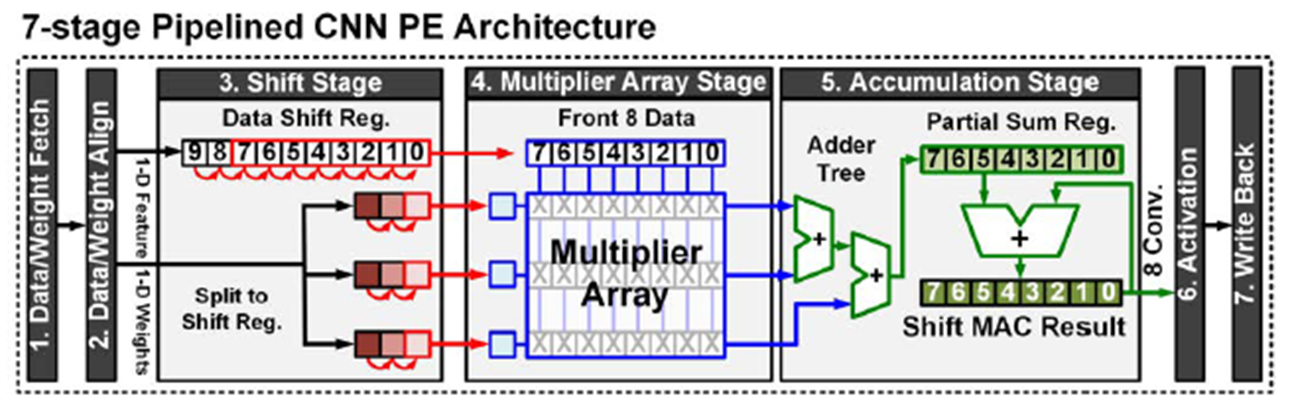 7-stage Pipelined CNN PE Architecture
1. Data/Weight Fetch
2. Data/Weight Align
1-D Feature
1-D Weights
3. Shift Stage
Data Shift Reg.
9 8 7 6 5 4 3 2 1 0
Split to
Shift Reg.
4. Multiplier Array Stage
Front 8 Data
7 6 5 4 3 2 1 0
X X X X X X X X
X X X X X X X X
X X X X X X X X
Multiplier
Array
5. Accumulation Stage
Adder
Tree
+
+
Partial Sum Reg.
7 6 5 4 3 2 1 0
+
7 6 5 4 3 2 1 0
Shift MAC Result
8 Conv.
6. Activation
7. Write Back